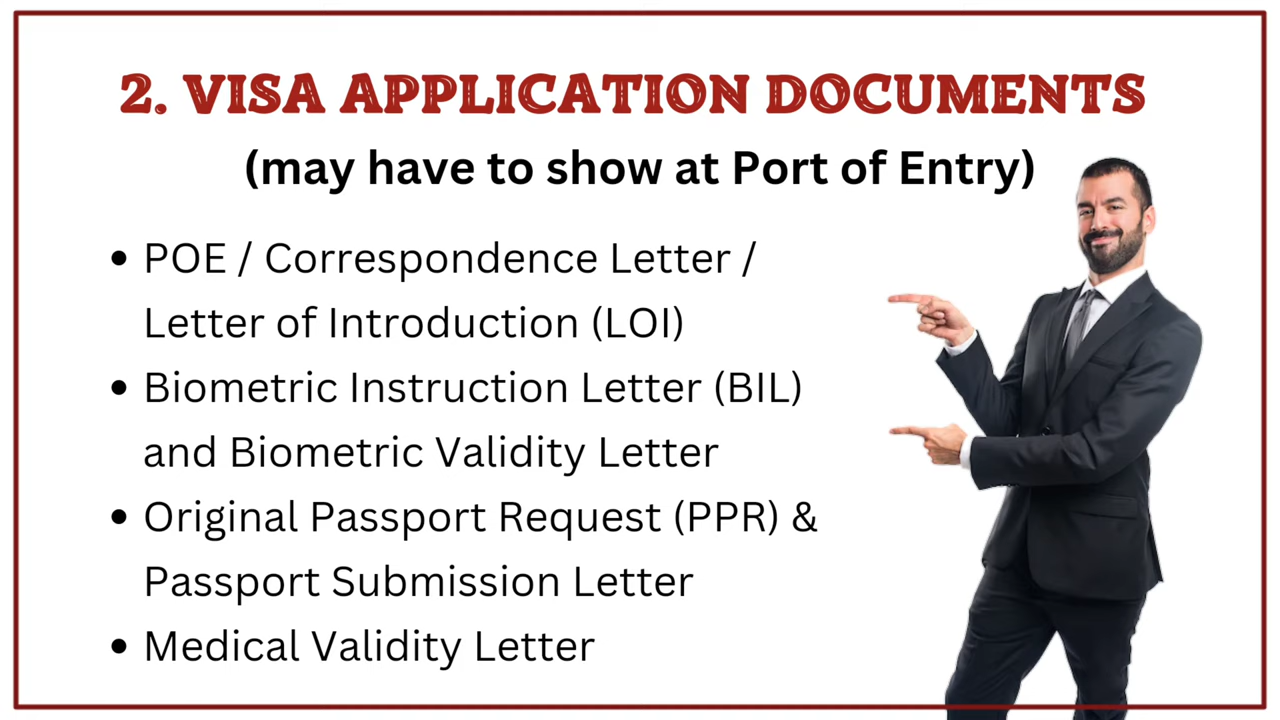 2. VISA APPLICATION DOCUMENTS
(may have to show at Port of Entry)
• POE / Correspondence Letter /
Letter of Introduction (LOI)
• Biometric Instruction Letter (BIL)
and Biometric Validity Letter
• Original Passport Request (PPR) &
Passport Submission Letter
• Medical Validity Letter